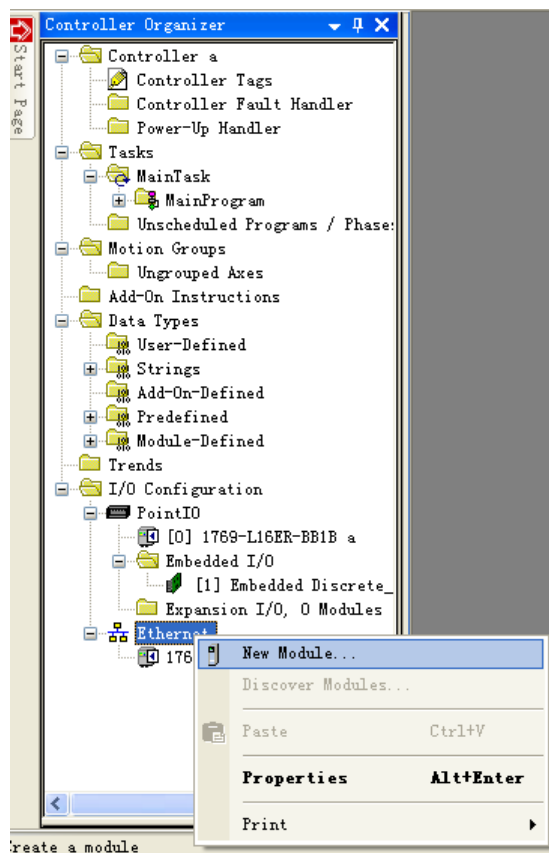 Controller Organizer
Start Page
Controller a
Controller Tags
Controller Fault Handler
Power-Up Handler
Tasks
MainTask
MainProgram
Unscheduled Programs / Phase
Motion Groups
Ungrouped Axes
Add-On Instructions
Data Types
User-Defined
Strings
Add-On-Defined
Predefined
Module-Defined
Trends
I/O Configuration
PointIO
[0] 1769-L16ER-BB1B a
Embedded I/O
[1] Embedded Discrete_
Expansion I/O, 0 Modules
Ethernet
176
New Module...
Discover Modules...
Paste Ctrl+V
Properties Alt+Enter
Print
Create a module